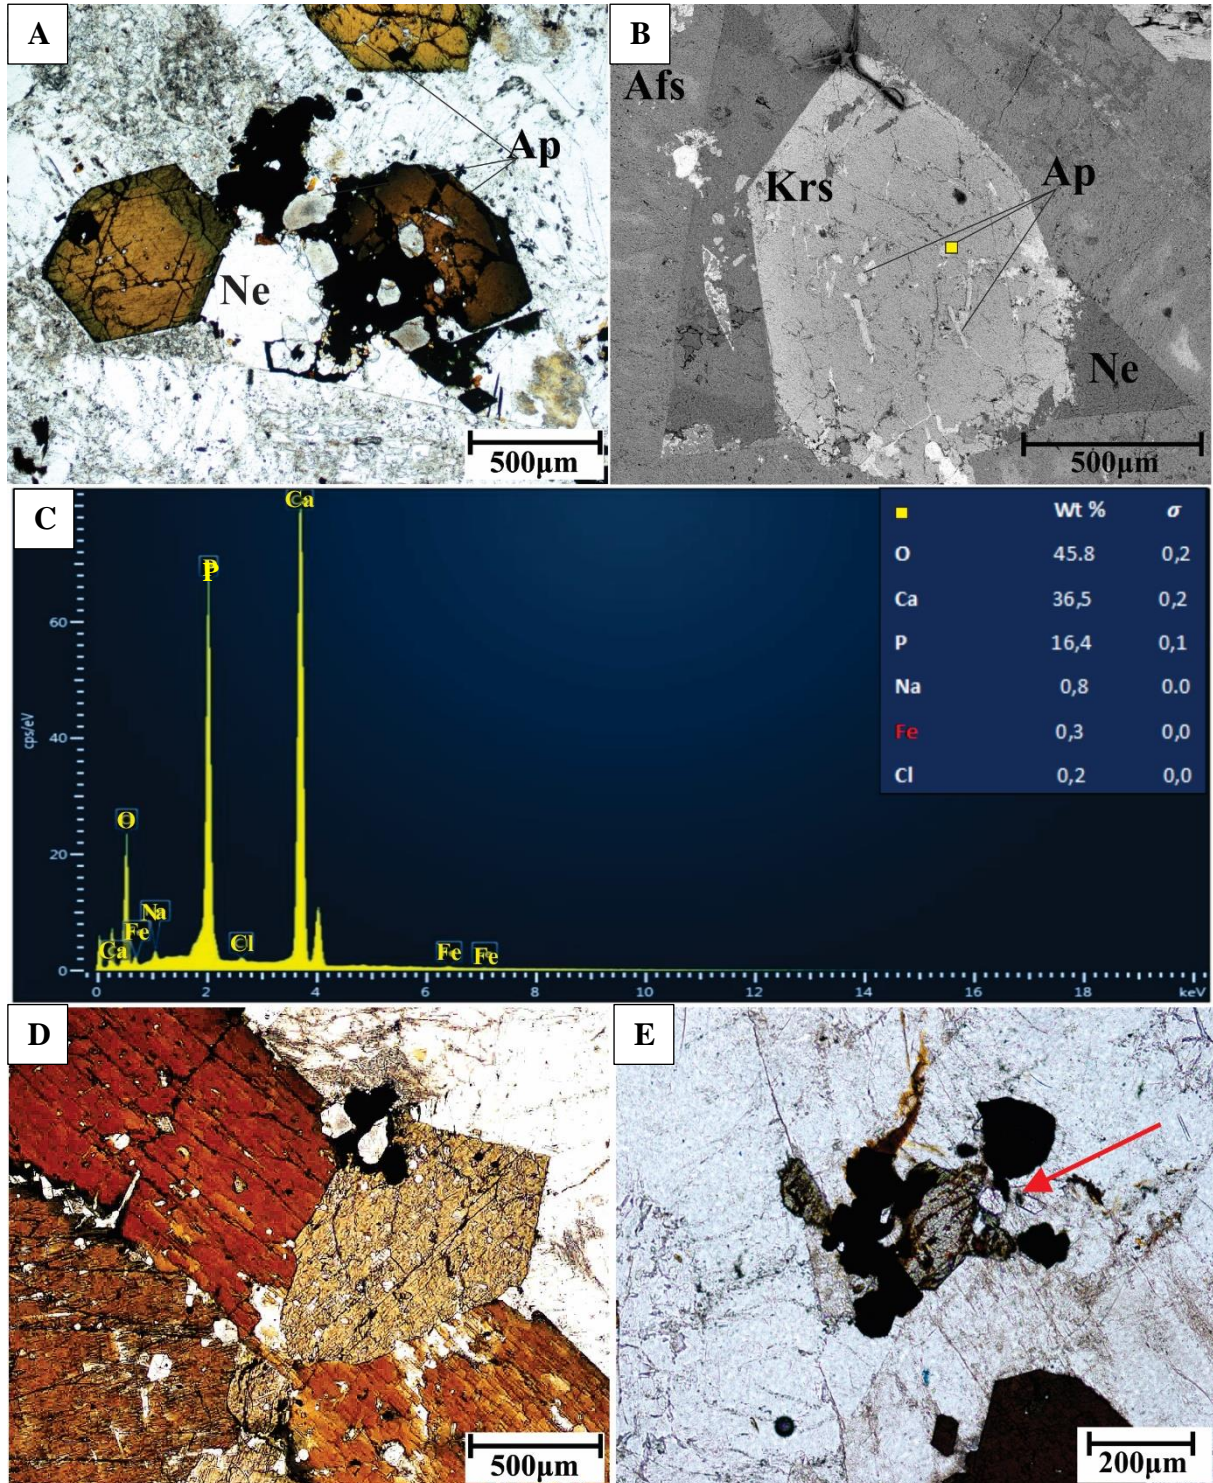 A
Ap
Ne
500µm
B
Afs
Krs
Ap
Ne
500µm
C
Ca
P
O
Na
Fe
Ca
Cl
Fe
Fe
60
40
20
0
cps/eV
0 2 4 6 8 10 12 14 16 18 keV
Wt % σ
O 45.8 0,2
Ca 36,5 0,2
P 16,4 0,1
Na 0,8 0.0
Fe 0,3 0,0
Cl 0,2 0,0
D
500µm
E
200µm